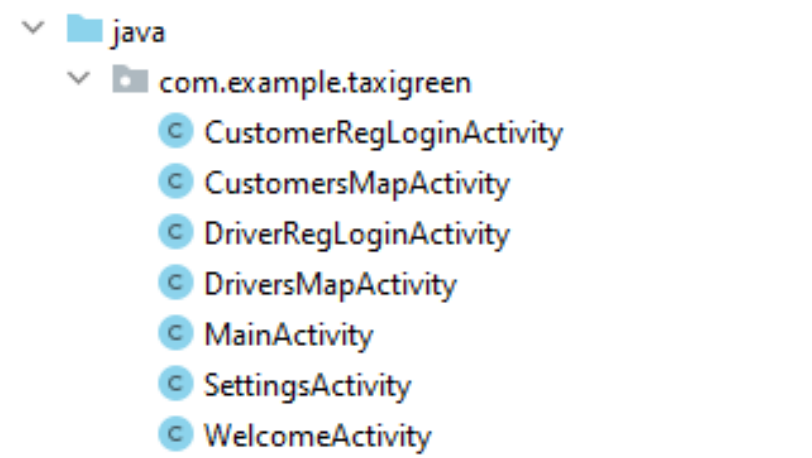 java
com.example.taxigreen
C CustomerRegLoginActivity
C CustomersMapActivity
C DriverRegLoginActivity
C DriversMapActivity
C MainActivity
C SettingsActivity
C WelcomeActivity